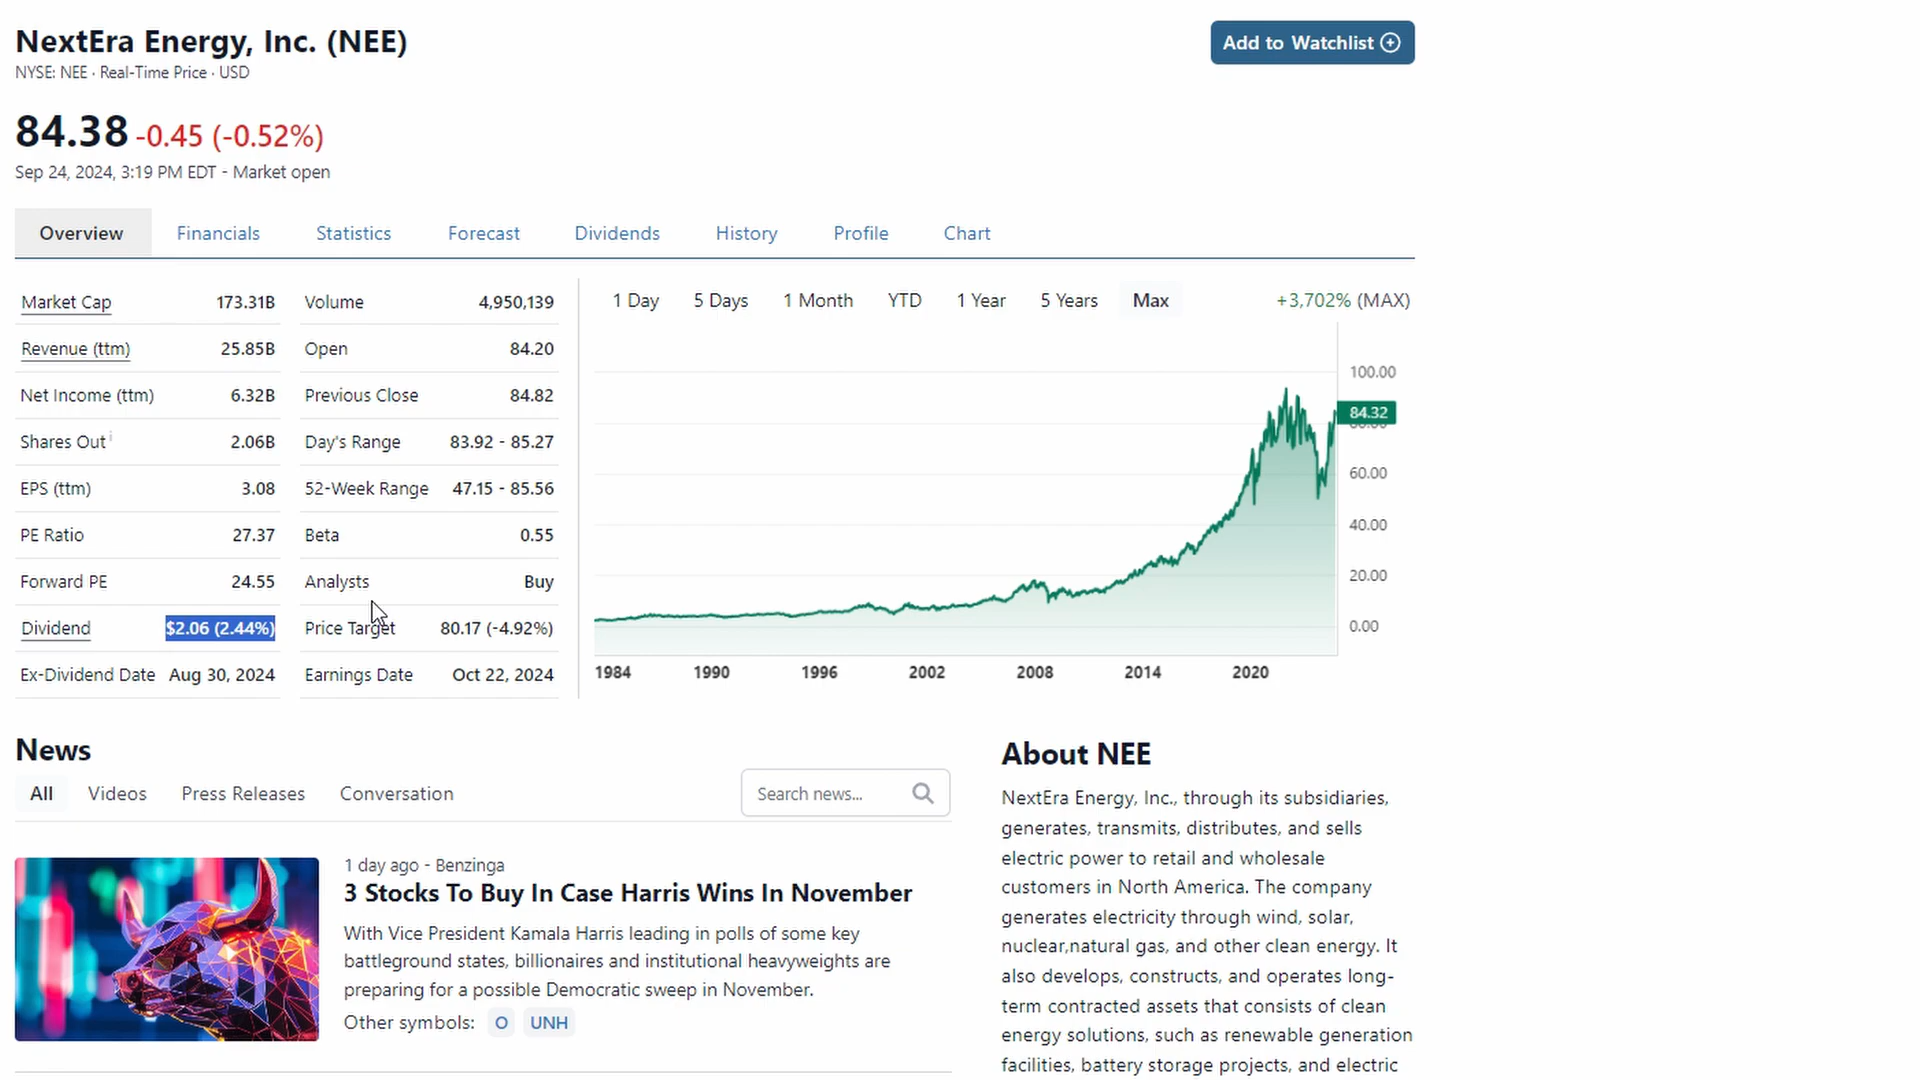 NextEra Energy, Inc. (NEE)
Add to Watchlist
NYSE: NEE · Real-Time Price · USD
84.38 -0.45 (-0.52%)
Sep 24, 2024, 3:19 PM EDT - Market open
Overview Financials Statistics Forecast Dividends History Profile Chart
Market Cap 173.31B Volume 4,950,139
Revenue (ttm) 25.85B Open 84.20
Net Income (ttm) 6.32B Previous Close 84.82
Shares Out i 2.06B Day's Range 83.92 - 85.27
EPS (ttm) 3.08 52-Week Range 47.15 - 85.56
PE Ratio 27.37 Beta 0.55
Forward PE 24.55 Analysts Buy
Dividend $2.06 (2.44%) Price Target 80.17 (-4.92%)
Ex-Dividend Date Aug 30, 2024 Earnings Date Oct 22, 2024
1 Day 5 Days 1 Month YTD 1 Year 5 Years Max +3,702% (MAX)
100.00
84.32
80.00
60.00
40.00
20.00
0.00
1984 1990 1996 2002 2008 2014 2020
News
All Videos Press Releases Conversation Search news...
1 day ago - Benzinga
3 Stocks To Buy In Case Harris Wins In November
With Vice President Kamala Harris leading in polls of some key
battleground states, billionaires and institutional heavyweights are
preparing for a possible Democratic sweep in November.
Other symbols: O UNH
About NEE
NextEra Energy, Inc., through its subsidiaries,
generates, transmits, distributes, and sells
electric power to retail and wholesale
customers in North America. The company
generates electricity through wind, solar,
nuclear,natural gas, and other clean energy. It
also develops, constructs, and operates long-
term contracted assets that consists of clean
energy solutions, such as renewable generation
facilities, battery storage projects, and electric